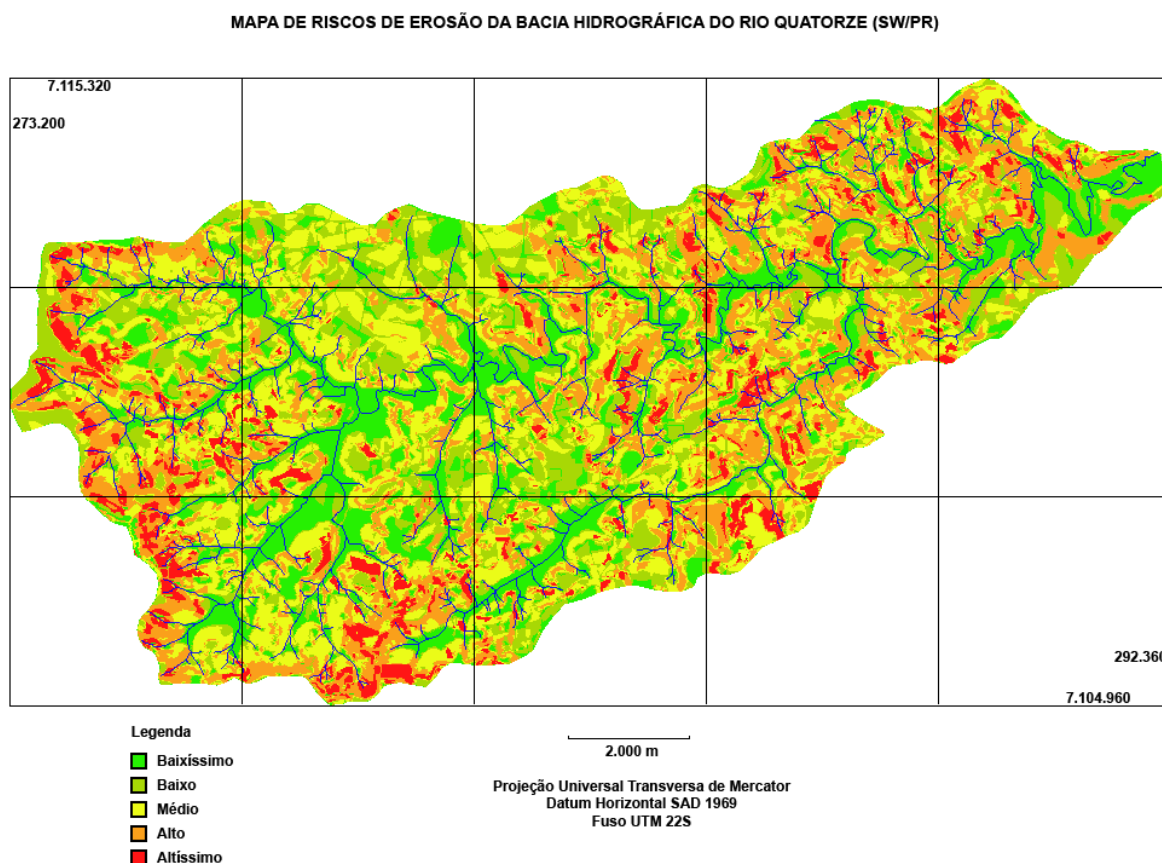 MAPA DE RISCOS DE EROSÃO DA BACIA HIDROGRÁFICA DO RIO QUATORZE (SW/PR)
7.115.320
273.200
292.360
7.104.960
Legenda
Baixíssimo
Baixo
Médio
Alto
Altíssimo
2.000 m
Projeção Universal Transversa de Mercator
Datum Horizontal SAD 1969
Fuso UTM 22S